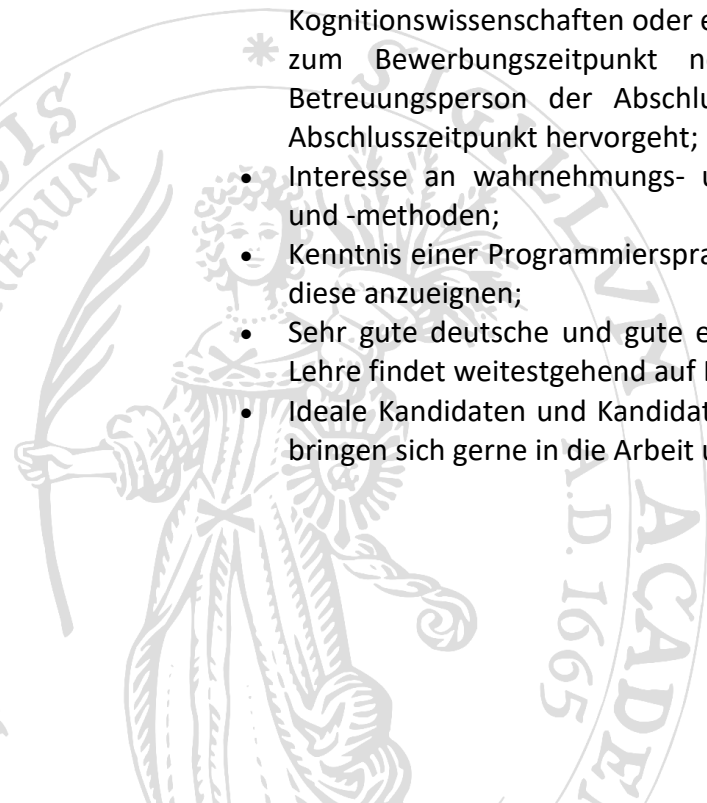 Kognitionswissenschaften oder e
zum Bewerbungszeitpunkt n
Betreuungsperson der Abschlu
Abschlusszeitpunkt hervorgeht;
• Interesse an wahrnehmungs- u
und -methoden;
• Kenntnis einer Programmierspra
diese anzueignen;
• Sehr gute deutsche und gute e
Lehre findet weitestgehend auf
• Ideale Kandidaten und Kandidat
bringen sich gerne in die Arbeit u
SIGILLVM ACADE
A.D. 1665